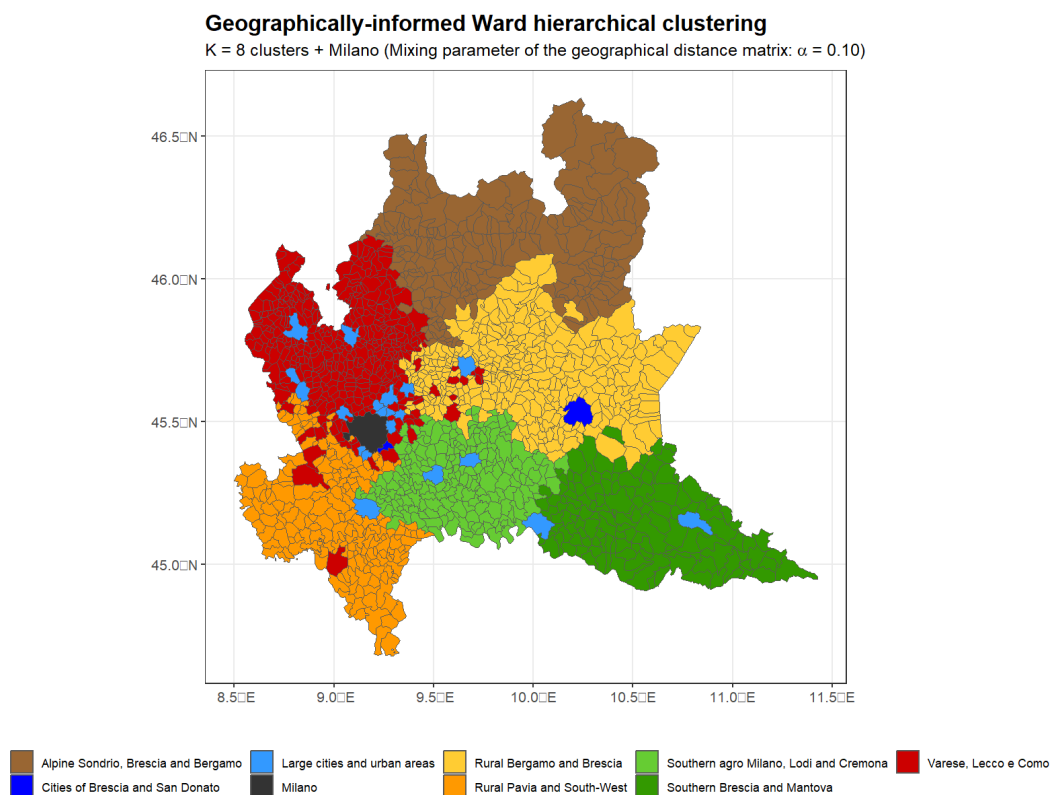 Geographically-informed Ward hierarchical clustering
K = 8 clusters + Milano (Mixing parameter of the geographical distance matrix: α = 0.10)
46.5□N
46.0□N
45.5□N
45.0□N
8.5□E 9.0□E 9.5□E 10.0□E 10.5□E 11.0□E 11.5□E
Alpine Sondrio, Brescia and Bergamo Large cities and urban areas Rural Bergamo and Brescia Southern agro Milano, Lodi and Cremona Varese, Lecco e Como
Cities of Brescia and San Donato Milano Rural Pavia and South-West Southern Brescia and Mantova